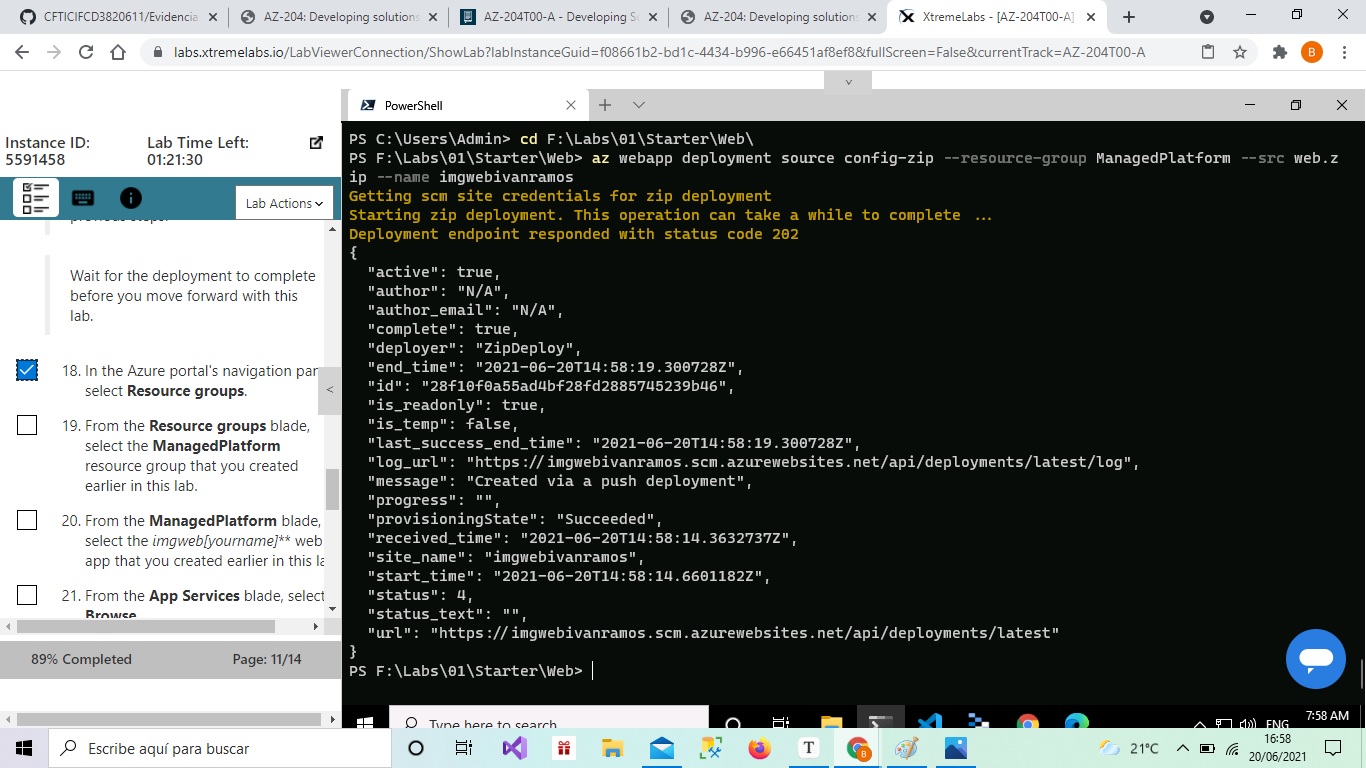 CFTICIFCD3820611/Evidencia
AZ-204: Developing solutions
AZ-204T00-A - Developing So
AZ-204: Developing solutions
XtremeLabs - [AZ-204T00-A]
labs.xtremelabs.io/LabViewerConnection/ShowLab?labInstanceGuid=f08661b2-bd1c-4434-b996-e66451af8ef8&fullScreen=False&currentTrack=AZ-204T00-A
B
Instance ID:
5591458
Lab Time Left:
01:21:30
Lab Actions
previous steps.
Wait for the deployment to complete
before you move forward with this
lab.
18. In the Azure portal's navigation pan
select Resource groups.
19. From the Resource groups blade,
select the ManagedPlatform
resource group that you created
earlier in this lab.
20. From the ManagedPlatform blade,
select the imgweb[yourname]** web
app that you created earlier in this la
21. From the App Services blade, select
Browse
89% Completed
Page: 11/14
PowerShell
PS C:\Users\Admin> cd F:\Labs\01\Starter\Web\
PS F:\Labs\01\Starter\Web> az webapp deployment source config-zip --resource-group ManagedPlatform --src web.z
ip --name imgwebivanramos
Getting scm site credentials for zip deployment
Starting zip deployment. This operation can take a while to complete ...
Deployment endpoint responded with status code 202
{
"active": true,
"author": "N/A",
"author_email": "N/A",
"complete": true,
"deployer": "ZipDeploy",
"end_time": "2021-06-20T14:58:19.300728Z",
"id": "28f10f0a55ad4bf28fd2885745239b46",
"is_readonly": true,
"is_temp": false,
"last_success_end_time": "2021-06-20T14:58:19.300728Z",
"log_url": "https://imgwebivanramos.scm.azurewebsites.net/api/deployments/latest/log",
"message": "Created via a push deployment",
"progress": "",
"provisioningState": "Succeeded",
"received_time": "2021-06-20T14:58:14.3632737Z",
"site_name": "imgwebivanramos",
"start_time": "2021-06-20T14:58:14.6601182Z",
"status": 4,
"status_text": "",
"url": "https://imgwebivanramos.scm.azurewebsites.net/api/deployments/latest"
}
PS F:\Labs\01\Starter\Web>
Type here to search
ENG
7:58 AM
Escribe aquí para buscar
T
B
21°C
16:58
20/06/2021